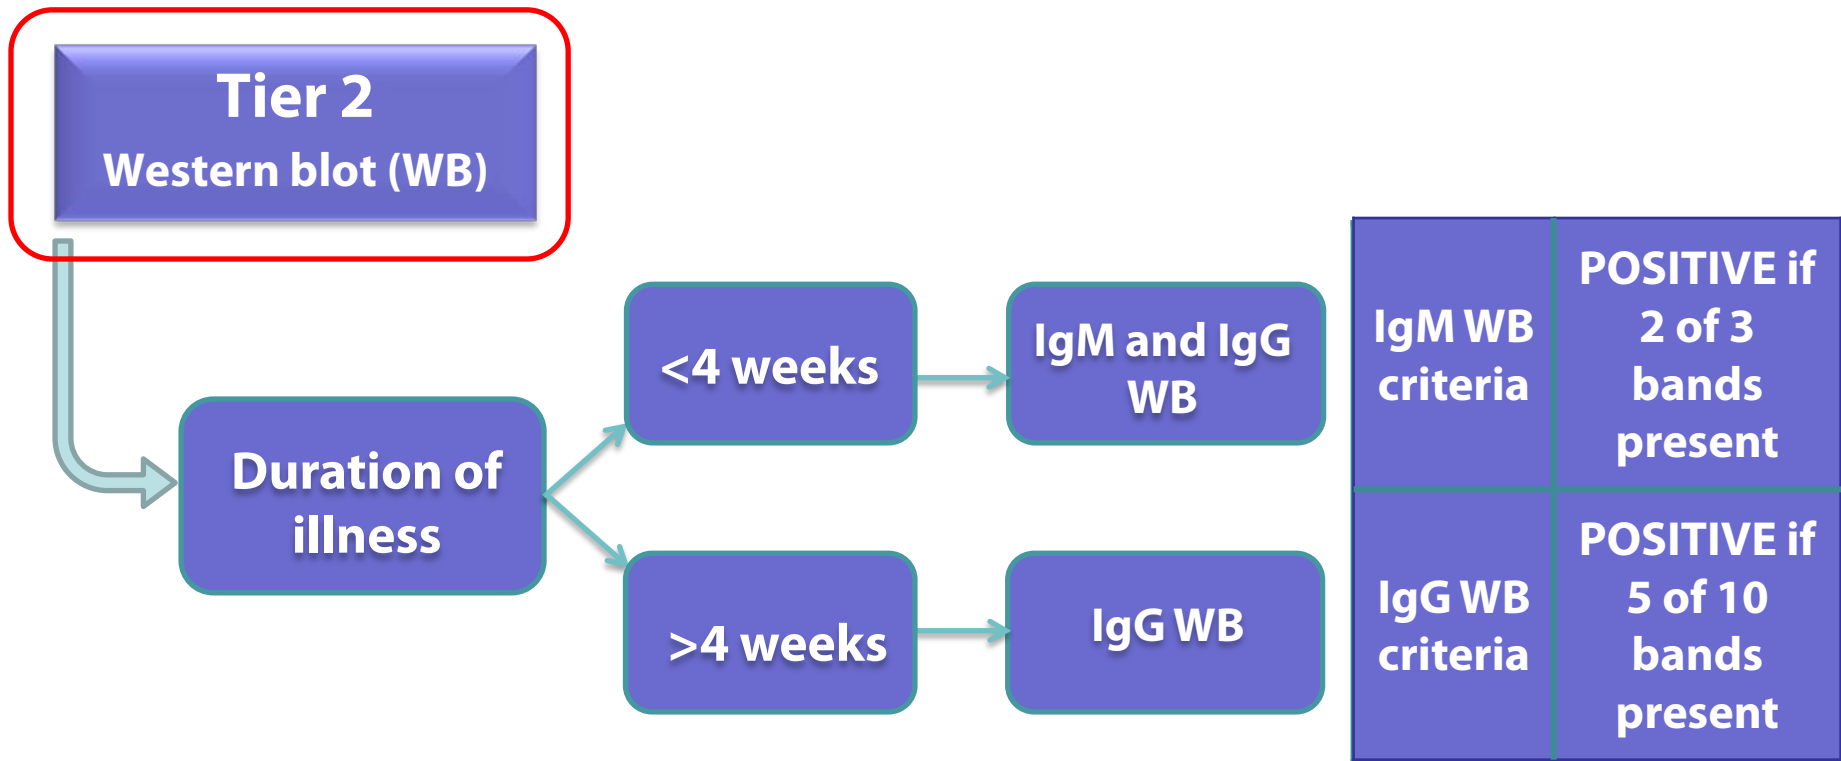 Tier 2
Western blot (WB)
Duration of
illness
<4 weeks
IgM and IgG
WB
>4 weeks
IgG WB
IgM WB
criteria
POSITIVE if
2 of 3
bands
present
IgG WB
criteria
POSITIVE if
5 of 10
bands
present